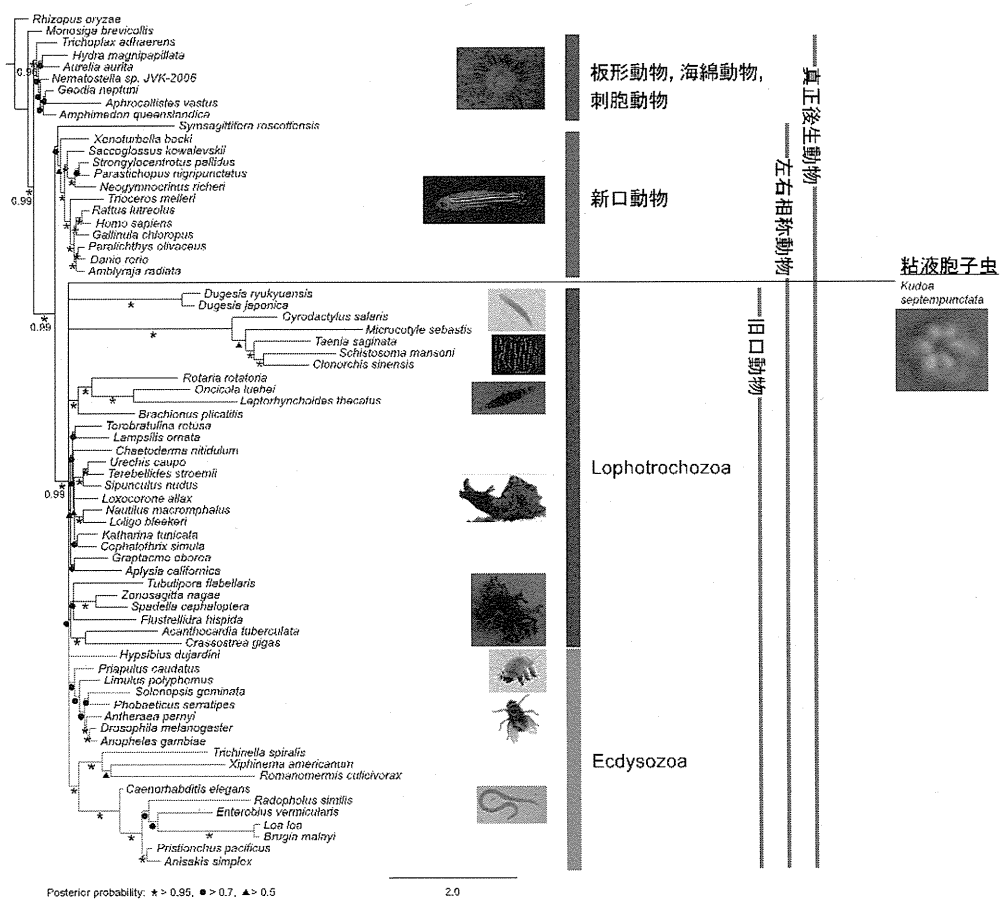 Rhizopus oryzae
Monosiga brevicollis
Trichoplax adhaerens
Hydra magnipapillata
Aurelia aurita
Nematostella sp. JVK-2006
Geodia neptuni
Aphrocallistes vastus
Amphimedon queenslandica
Symsagittifera roscoffensis
Xenoturbella bocki
Saccoglossus kowalevskii
Strongylocentrotus pallidus
Parastichopus nigripunctatus
Neogymnocrinus richeri
0.99
Trioceros melleri
Rattus lutreolus
Homo sapiens
Gallinula chloropus
Paralichthys olivaceus
Danio rerio
Amblyraja radiata
Dugesia ryukyuensis
Dugesia japonica
0.99
Gyrodactylus salaris
Microcotyle sebastis
Taenia saginata
Schistosoma mansoni
Clonorchis sinensis
Rotaria rotatoria
Oncicola luehei
Leptorhynchoides thecatus
Brachionus plicatilis
Terebratulina retusa
Lampsilis ornata
Chaetoderma nitidulum
Urechis caupo
Terebellides stroemii
Sipunculus nudus
0.99
Loxocorone allax
Nautilus macromphalus
Loligo bleekeri
Katharina tunicata
Cephalothrix simula
Graptacme eborea
Aplysia californica
Tubulipora flabellaris
Zonosagitta nagae
Spadella cephaloptera
Flustrellidra hispida
Acanthocardia tuberculata
Crassostrea gigas
Hypsibius dujardini
Priapulus caudatus
Limulus polyphemus
Solenopsis geminata
Phobaeticus serratipes
Antheraea pernyi
Drosophila melanogaster
Anopheles gambiae
Trichinella spiralis
Xiphinema americanum
Romanomermis culicivorax
Caenorhabditis elegans
Radopholus similis
Enterobius vermicularis
Loa loa
Brugia malayi
Pristionchus pacificus
Anisakis simplex
板形動物, 海綿動物,
刺胞動物
新口動物
Lophotrochozoa
Ecdysozoa
旧口動物
左右相称動物
真正後生動物
粘液胞子虫
Kudoa
septempunctata
Posterior probability: ★ > 0.95, ● > 0.7, ▲ > 0.5
2.0